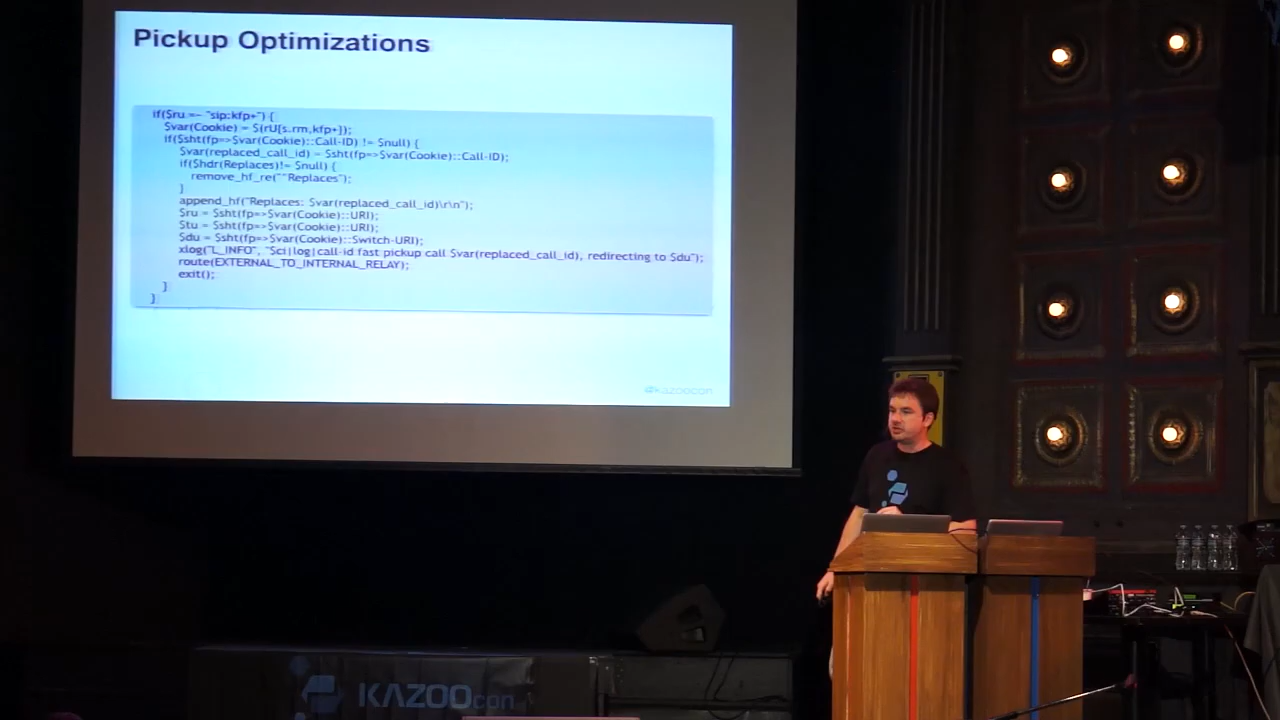 Pickup Optimizations
if($ru =~ "sip:kfp+") {
$var(Cookie) = $(rU{s.rm,kfp+});
if($sht(fp=>$var(Cookie)::Call-ID) != $null) {
$var(replaced_call_id) = $sht(fp=>$var(Cookie)::Call-ID);
if($hdr(Replaces)!= $null) {
remove_hf_re("^Replaces");
}
append_hf("Replaces: $var(replaced_call_id)\r\n");
$ru = $sht(fp=>$var(Cookie)::URI);
$tu = $sht(fp=>$var(Cookie)::URI);
$du = $sht(fp=>$var(Cookie)::Switch-URI);
xlog("L_INFO", "$ci|log|call-id fast pickup call $var(replaced_call_id), redirecting to $du");
route(EXTERNAL_TO_INTERNAL_RELAY);
exit();
}
}
@kazoocon
KAZOOcon